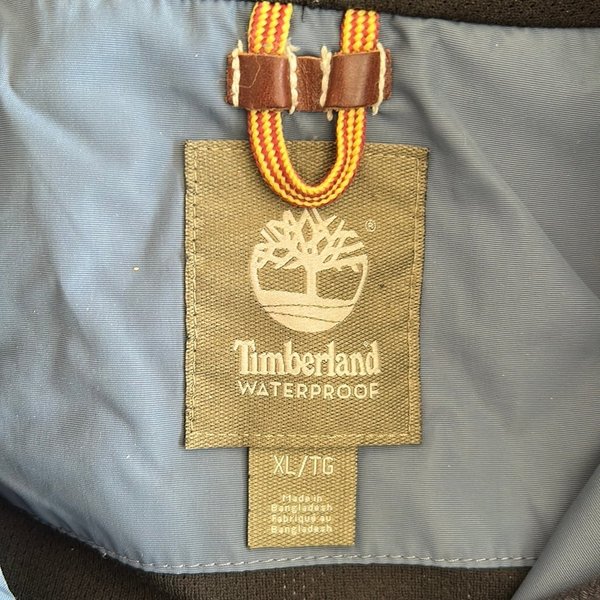 ®
Timberland
WATERPROOF
XL/TG
Made in
Bangladesh
Fabriqué au
Bangladesh